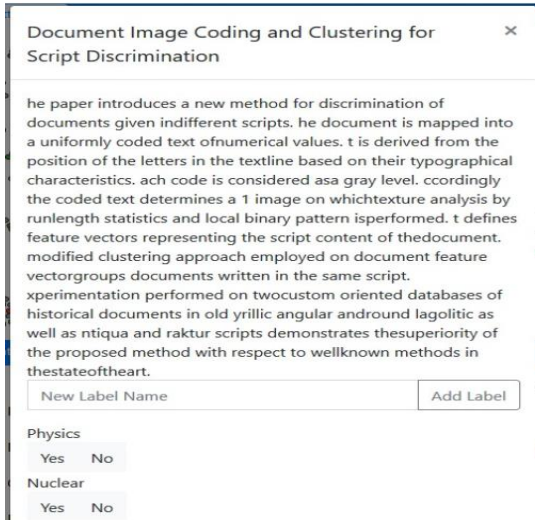 Document Image Coding and Clustering for ×
Script Discrimination
he paper introduces a new method for discrimination of
documents given indifferent scripts. he document is mapped into
a uniformly coded text ofnumerical values. t is derived from the
position of the letters in the textline based on their typographical
characteristics. ach code is considered asa gray level. ccordingly
the coded text determines a 1 image on whichtexture analysis by
runlength statistics and local binary pattern isperformed. t defines
feature vectors representing the script content of thedocument.
modified clustering approach employed on document feature
vectorgroups documents written in the same script.
xperimentation performed on twocustom oriented databases of
historical documents in old yrillic angular andround lagolitic as
well as ntiqua and raktur scripts demonstrates thesuperiority of
the proposed method with respect to wellknown methods in
thestateoftheart.
New Label Name Add Label
Physics
Yes No
Nuclear
Yes No